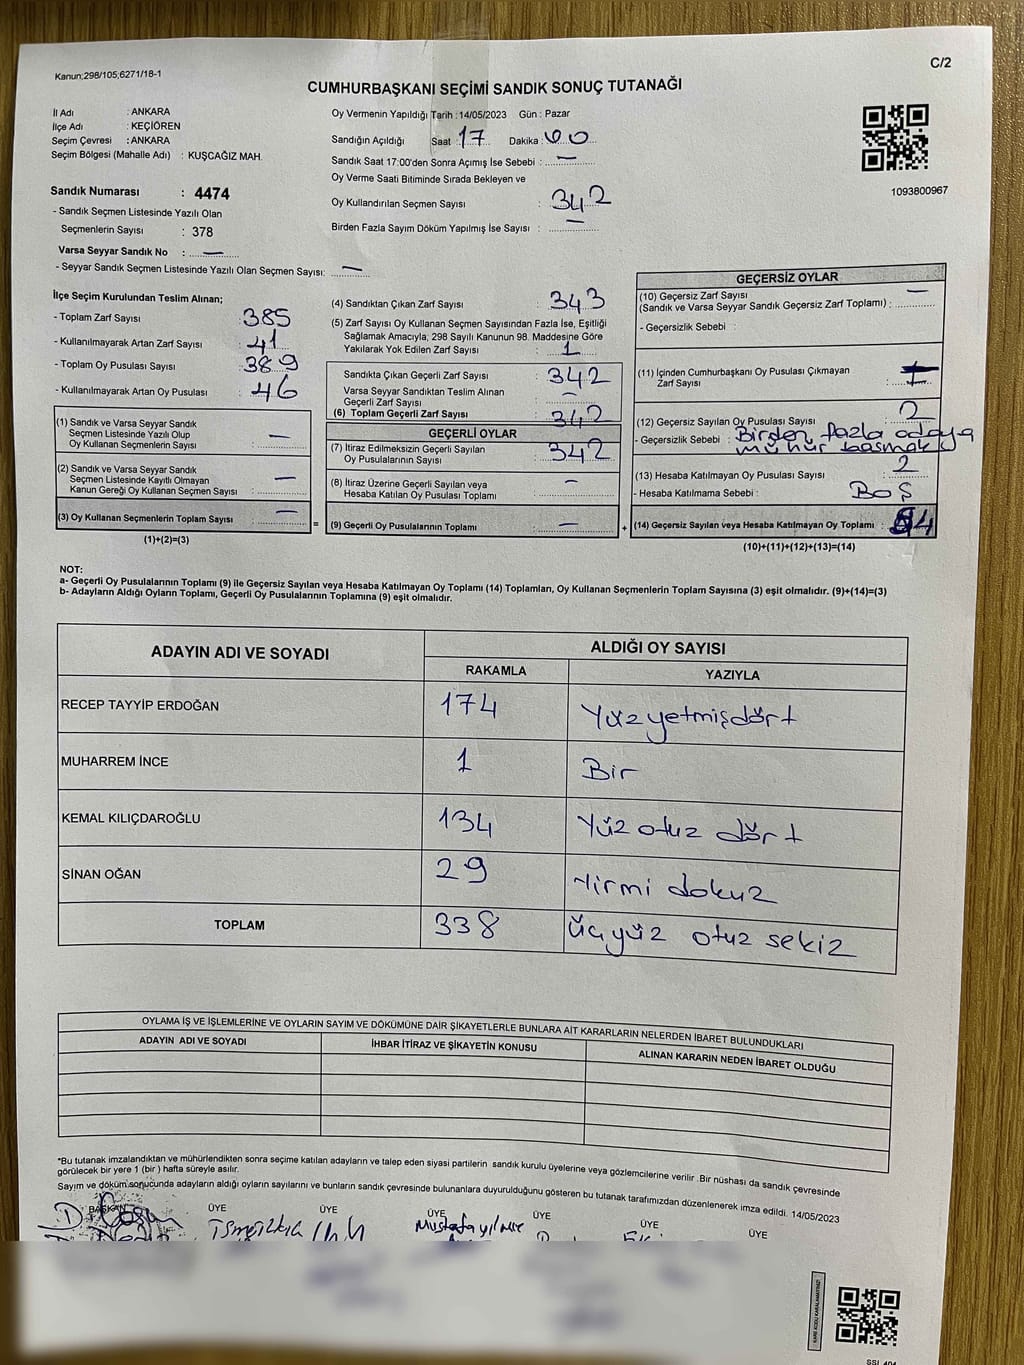 Kanun;298/105;6271/18-1
C/2
CUMHURBAŞKANI SEÇİMİ SANDIK SONUÇ TUTANAĞI
İl Adı : ANKARA
İlçe Adı : KEÇİÖREN
Seçim Çevresi : ANKARA
Seçim Bölgesi (Mahalle Adı) : KUŞCAĞIZ MAH.
Oy Vermenin Yapıldığı Tarih : 14/05/2023 Gün : Pazar
Sandığın Açıldığı Saat : 17 Dakika : 00
Sandık Saat 17:00'den Sonra Açımış İse Sebebi : —
Oy Verme Saati Bitiminde Sırada Bekleyen ve
Oy Kullandırılan Seçmen Sayısı : 342
Birden Fazla Sayım Döküm Yapılmış İse Sayısı : —
1093800967
Sandık Numarası : 4474
- Sandık Seçmen Listesinde Yazılı Olan
Seçmenlerin Sayısı : 378
Varsa Seyyar Sandık No : —
- Seyyar Sandık Seçmen Listesinde Yazılı Olan Seçmen Sayısı: —
İlçe Seçim Kurulundan Teslim Alınan;
- Toplam Zarf Sayısı : 385
- Kullanılmayarak Artan Zarf Sayısı : 41
- Toplam Oy Pusulası Sayısı : 389
- Kullanılmayarak Artan Oy Pusulası : 46
(1) Sandık ve Varsa Seyyar Sandık
Seçmen Listesinde Yazılı Olup
Oy Kullanan Seçmenlerin Sayısı : —
(2) Sandık ve Varsa Seyyar Sandık
Seçmen Listesinde Kayıtlı Olmayan
Kanun Gereği Oy Kullanan Seçmen Sayısı : —
(3) Oy Kullanan Seçmenlerin Toplam Sayısı : —
(1)+(2)=(3)
=
(4) Sandıktan Çıkan Zarf Sayısı : 343
(5) Zarf Sayısı Oy Kullanan Seçmen Sayısından Fazla İse, Eşitliği
Sağlamak Amacıyla; 298 Sayılı Kanunun 98. Maddesine Göre
Yakılarak Yok Edilen Zarf Sayısı : 1
Sandıkta Çıkan Geçerli Zarf Sayısı : 342
Varsa Seyyar Sandıktan Teslim Alınan
Geçerli Zarf Sayısı : —
(6) Toplam Geçerli Zarf Sayısı : 342
GEÇERLİ OYLAR
(7) İtiraz Edilmeksizin Geçerli Sayılan
Oy Pusulalarının Sayısı : 342
(8) İtiraz Üzerine Geçerli Sayılan veya
Hesaba Katılan Oy Pusulaları Toplamı : —
(9) Geçerli Oy Pusulalarının Toplamı : —
+
GEÇERSİZ OYLAR
(10) Geçersiz Zarf Sayısı
(Sandık ve Varsa Seyyar Sandık Geçersiz Zarf Toplamı) : —
- Geçersizlik Sebebi :
(11) İçinden Cumhurbaşkanı Oy Pusulası Çıkmayan
Zarf Sayısı :
(12) Geçersiz Sayılan Oy Pusulası Sayısı : 2
- Geçersizlik Sebebi : Birden fazla adaya
mühür basmak
(13) Hesaba Katılmayan Oy Pusulası Sayısı : 2
- Hesaba Katılmama Sebebi : BOŞ
(14) Geçersiz Sayılan veya Hesaba Katılmayan Oy Toplamı : 4
(10)+(11)+(12)+(13)=(14)
NOT:
a- Geçerli Oy Pusulalarının Toplamı (9) ile Geçersiz Sayılan veya Hesaba Katılmayan Oy Toplamı (14) Toplamları, Oy Kullanan Seçmenlerin Toplam Sayısına (3) eşit olmalıdır. (9)+(14)=(3)
b- Adayların Aldığı Oyların Toplamı, Geçerli Oy Pusulalarının Toplamına (9) eşit olmalıdır.
ADAYIN ADI VE SOYADI
ALDIĞI OY SAYISI
RAKAMLA YAZIYLA
RECEP TAYYİP ERDOĞAN 174 Yüz yetmişdört
MUHARREM İNCE 1 Bir
KEMAL KILIÇDAROĞLU 134 Yüz otuz dört
SİNAN OĞAN 29 Yirmi dokuz
TOPLAM 338 Üçyüz otuz sekiz
OYLAMA İŞ VE İŞLEMLERİNE VE OYLARIN SAYIM VE DÖKÜMÜNE DAİR ŞİKAYETLERLE BUNLARA AİT KARARLARIN NELERDEN İBARET BULUNDUKLARI
ADAYIN ADI VE SOYADI İHBAR İTİRAZ VE ŞİKAYETİN KONUSU ALINAN KARARIN NEDEN İBARET OLDUĞU
*Bu tutanak imzalandıktan ve mühürlendikten sonra seçime katılan adayların ve talep eden siyasi partilerin sandık kurulu üyelerine veya gözlemcilerine verilir .Bir nüshası da sandık çevresinde
görülecek bir yere 1 (bir ) hafta süreyle asılır.
Sayım ve döküm sonucunda adayların aldığı oyların sayılarını ve bunların sandık çevresinde bulunanlara duyurulduğunu gösteren bu tutanak tarafımızdan düzenlenerek imza edildi. 14/05/2023
BAŞKAN ÜYE ÜYE ÜYE ÜYE ÜYE ÜYE
Mustafa yılmaz